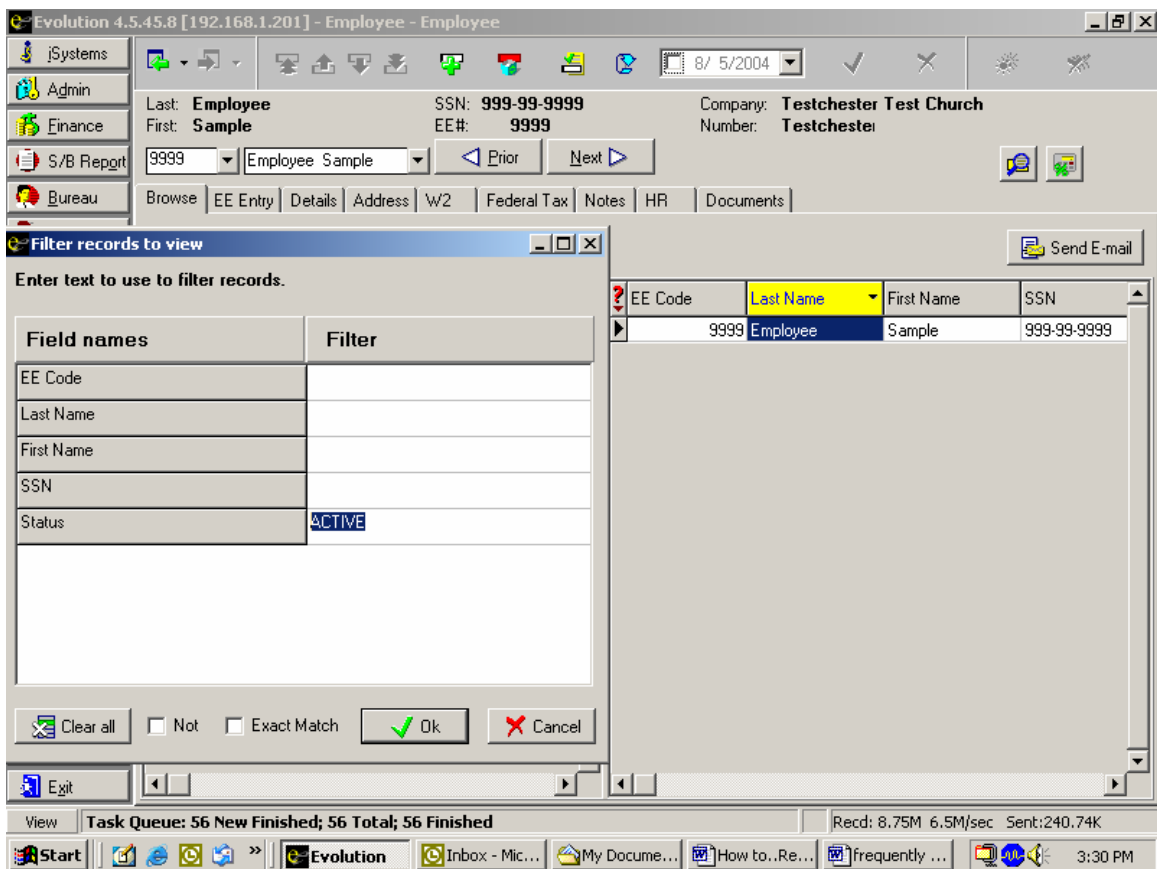 Evolution 4.5.45.8 [192.168.1.201] - Employee - Employee
jSystems
Admin
Finance
S/B Report
Bureau
8/ 5/2004
Last: Employee SSN: 999-99-9999 Company: Testchester Test Church
First: Sample EE#: 9999 Number: Testchester
9999 Employee Sample Prior Next
Browse EE Entry Details Address W2 Federal Tax Notes HR Documents
Filter records to view
Send E-mail
Enter text to use to filter records.
EE Code Last Name First Name SSN
9999 Employee Sample 999-99-9999
Field names Filter
EE Code
Last Name
First Name
SSN
Status ACTIVE
Clear all Not Exact Match Ok Cancel
Exit
View Task Queue: 56 New Finished; 56 Total; 56 Finished Recd: 8.75M 6.5M/sec Sent:240.74K
Start » Evolution Inbox - Mic... My Docume... How to..Re... frequently ... 3:30 PM